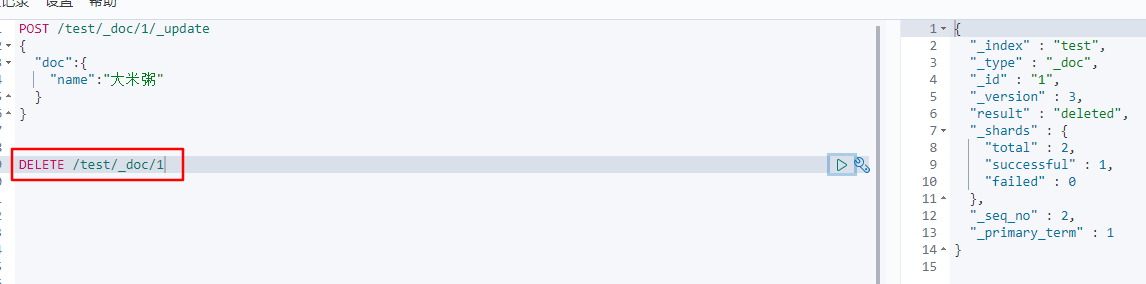 记录 设置 帮助
POST /test/_doc/1/_update
{
"doc":{
"name":"大米粥"
}
}
DELETE /test/_doc/1
1 {
2 "_index" : "test",
3 "_type" : "_doc",
4 "_id" : "1",
5 "_version" : 3,
6 "result" : "deleted",
7 "_shards" : {
8 "total" : 2,
9 "successful" : 1,
10 "failed" : 0
11 },
12 "_seq_no" : 2,
13 "_primary_term" : 1
14 }
15